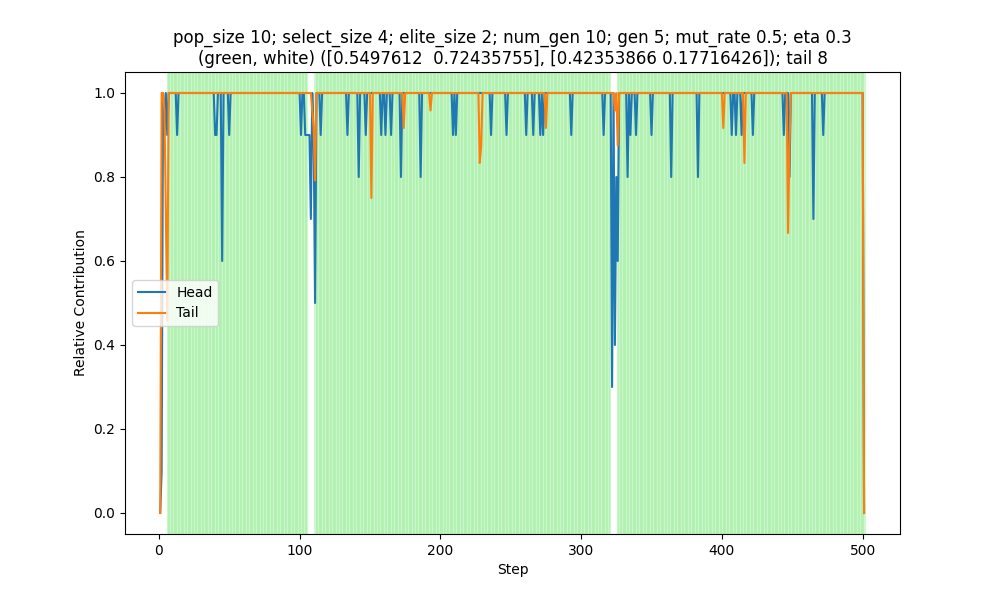 pop_size 10; select_size 4; elite_size 2; num_gen 10; gen 5; mut_rate 0.5; eta 0.3
(green, white) ([0.5497612  0.72435755], [0.42353866 0.17716426]); tail 8
1.0
0.8
0.6
0.4
0.2
0.0
Relative Contribution
Head
Tail
0 100 200 300 400 500
Step